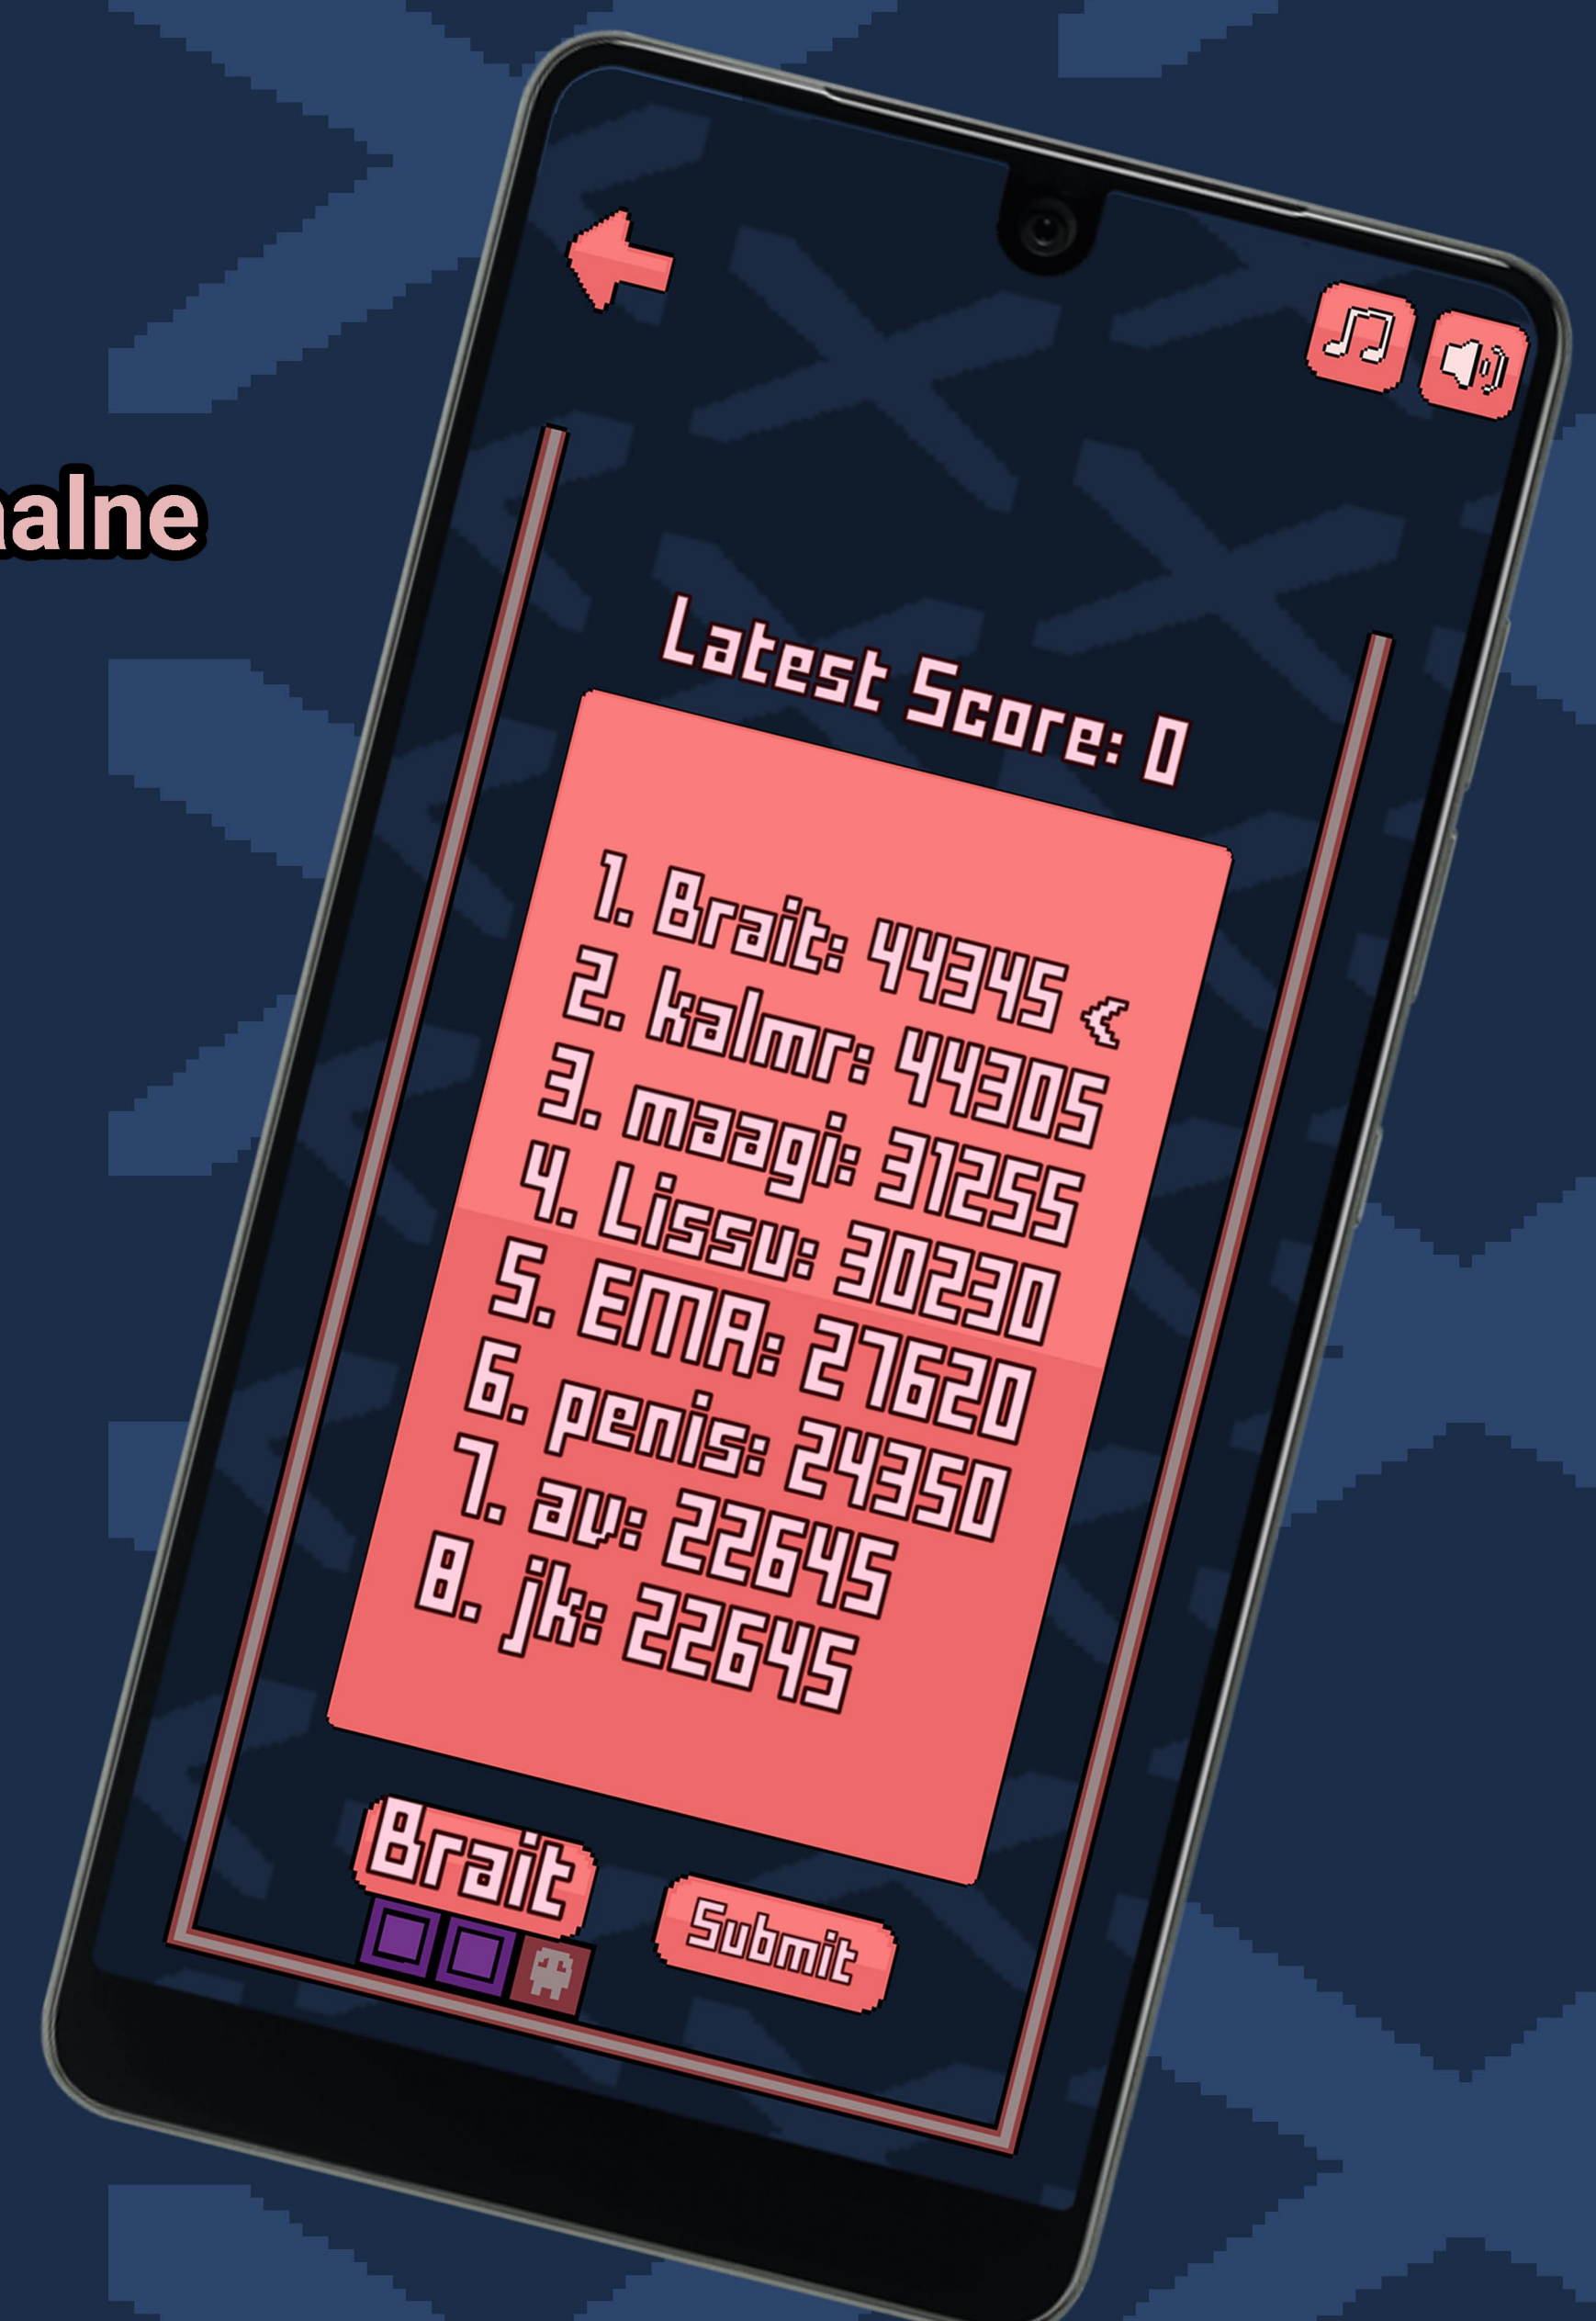 Latest Score: 0
1. Brait: 44345 <
2. kalmr: 44305
3. maagi: 31255
4. Lissu: 30230
5. EMA: 27620
6. penis: 24350
7. av: 22645
8. jk: 22645
Brait
Submit